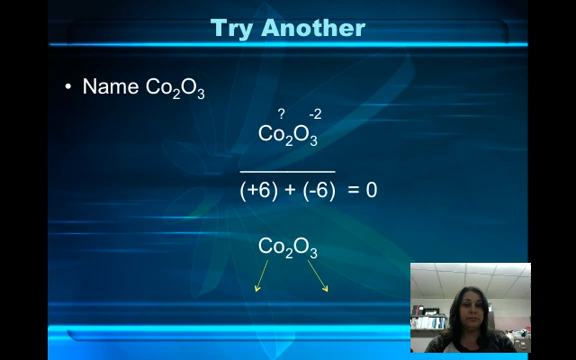 Try Another
• Name Co₂O₃
? -2
Co₂O₃
(+6) + (-6) = 0
Co₂O₃